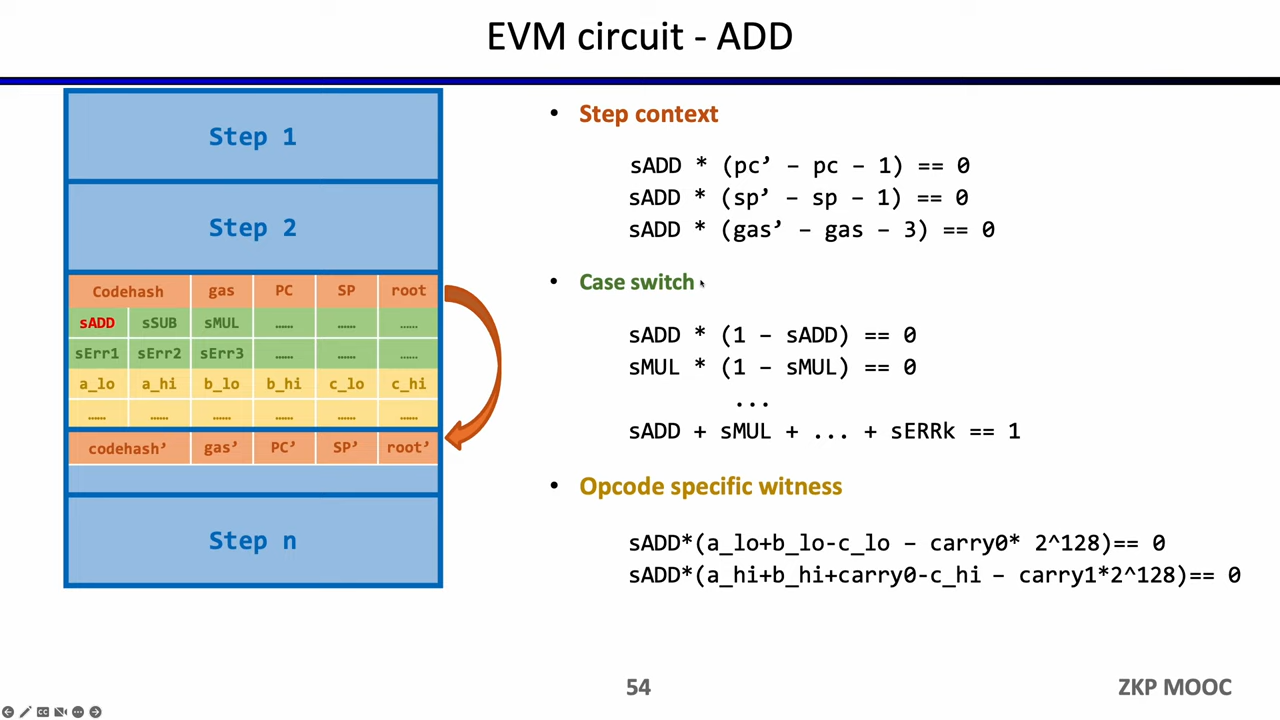 EVM circuit - ADD
Step 1
Step 2
Codehash gas PC SP root
sADD sSUB sMUL …… …… ……
sErr1 sErr2 sErr3 …… …… ……
a_lo a_hi b_lo b_hi c_lo c_hi
…… …… …… …… …… ……
codehash’ gas’ PC’ SP’ root’
Step n
• Step context
sADD * (pc’ – pc – 1) == 0
sADD * (sp’ – sp – 1) == 0
sADD * (gas’ – gas – 3) == 0
• Case switch
sADD * (1 – sADD) == 0
sMUL * (1 – sMUL) == 0
...
sADD + sMUL + ... + sERRk == 1
• Opcode specific witness
sADD*(a_lo+b_lo-c_lo – carry0* 2^128)== 0
sADD*(a_hi+b_hi+carry0-c_hi – carry1*2^128)== 0
54
ZKP MOOC